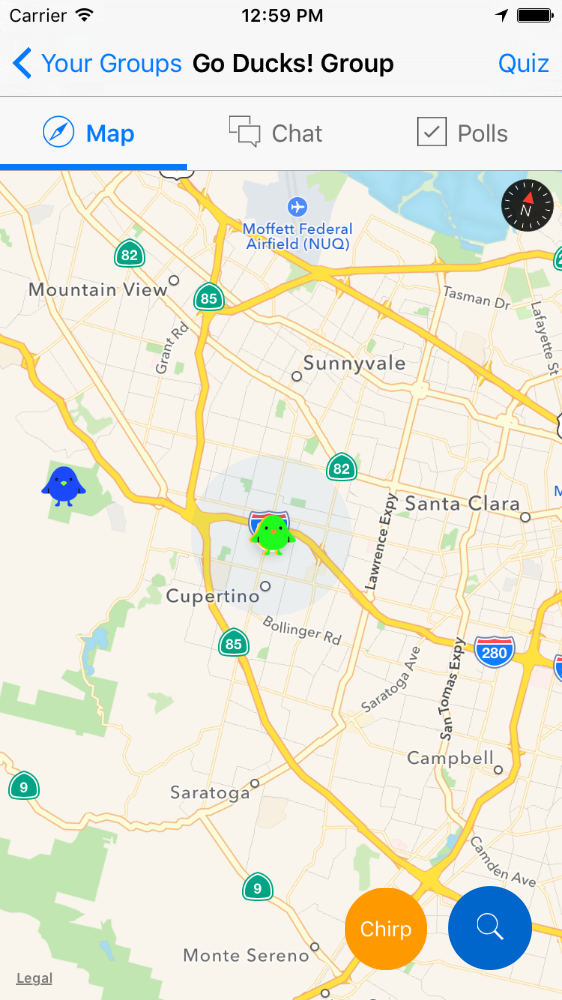 Carrier
12:59 PM
Your Groups
Go Ducks! Group
Quiz
Map
Chat
Polls
N
Moffett Federal
Airfield (NUQ)
82
Mountain View
85
Tasman Dr
Lafayette St
Grant Rd
Sunnyvale
82
Santa Clara
Lawrence Expy
Cupertino
Bollinger Rd
85
280
Saratoga Ave
San Tomas Expy
Campbell
9
Saratoga
Camden Ave
9
Chirp
Monte Sereno
Legal